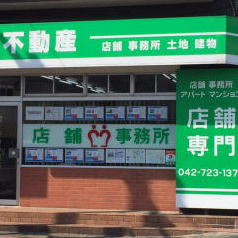 不動産
店舗 事務所 土地 建物
店舗 事務所
アパート マンション
店舗
専門
042-723-137
店舗 事務所